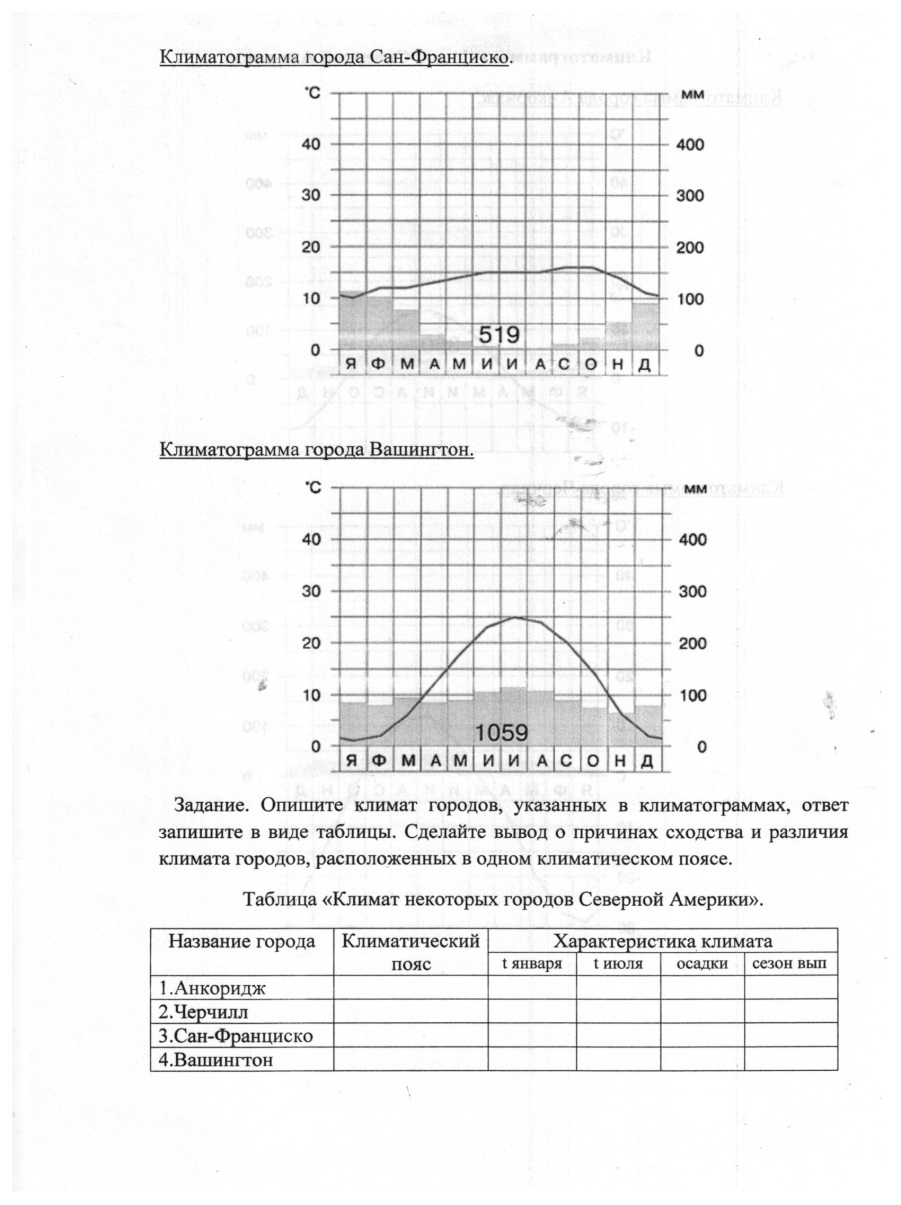 Климатограмма города Сан-Франциско.
°C мм
40 400
30 300
20 200
10 100
519
0 0
Я Ф М А М И И А С О Н Д
Климатограмма города Вашингтон.
°C мм
40 400
30 300
20 200
10 100
1059
0 0
Я Ф М А М И И А С О Н Д
Задание. Опишите климат городов, указанных в климатограммах, ответ
запишите в виде таблицы. Сделайте вывод о причинах сходства и различия
климата городов, расположенных в одном климатическом поясе.
Таблица «Климат некоторых городов Северной Америки».
Название города Климатический пояс Характеристика климата
t января t июля осадки сезон вып
1.Анкоридж
2.Черчилл
3.Сан-Франциско
4.Вашингтон